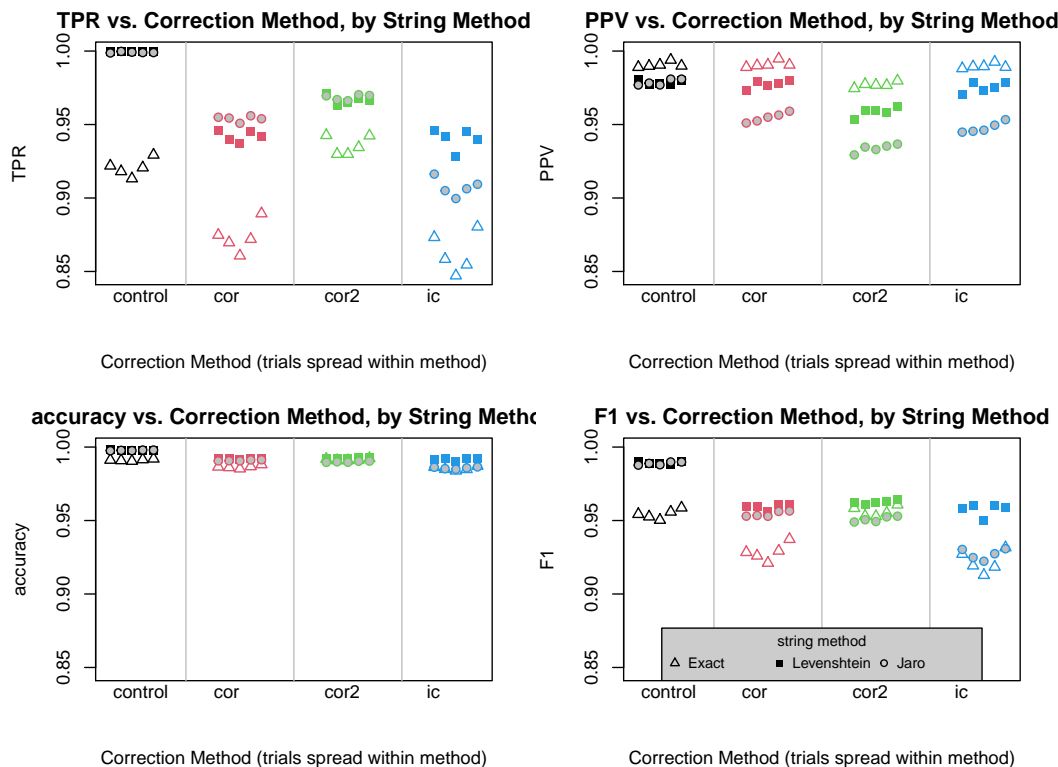 TPR vs. Correction Method, by String Method
TPR
1.00
0.95
0.90
0.85
control cor cor2 ic
Correction Method (trials spread within method)
PPV vs. Correction Method, by String Method
PPV
1.00
0.95
0.90
0.85
control cor cor2 ic
Correction Method (trials spread within method)
accuracy vs. Correction Method, by String Metho
accuracy
1.00
0.95
0.90
0.85
control cor cor2 ic
Correction Method (trials spread within method)
F1 vs. Correction Method, by String Method
F1
1.00
0.95
0.90
0.85
string method
Exact Levenshtein Jaro
control cor cor2 ic
Correction Method (trials spread within method)